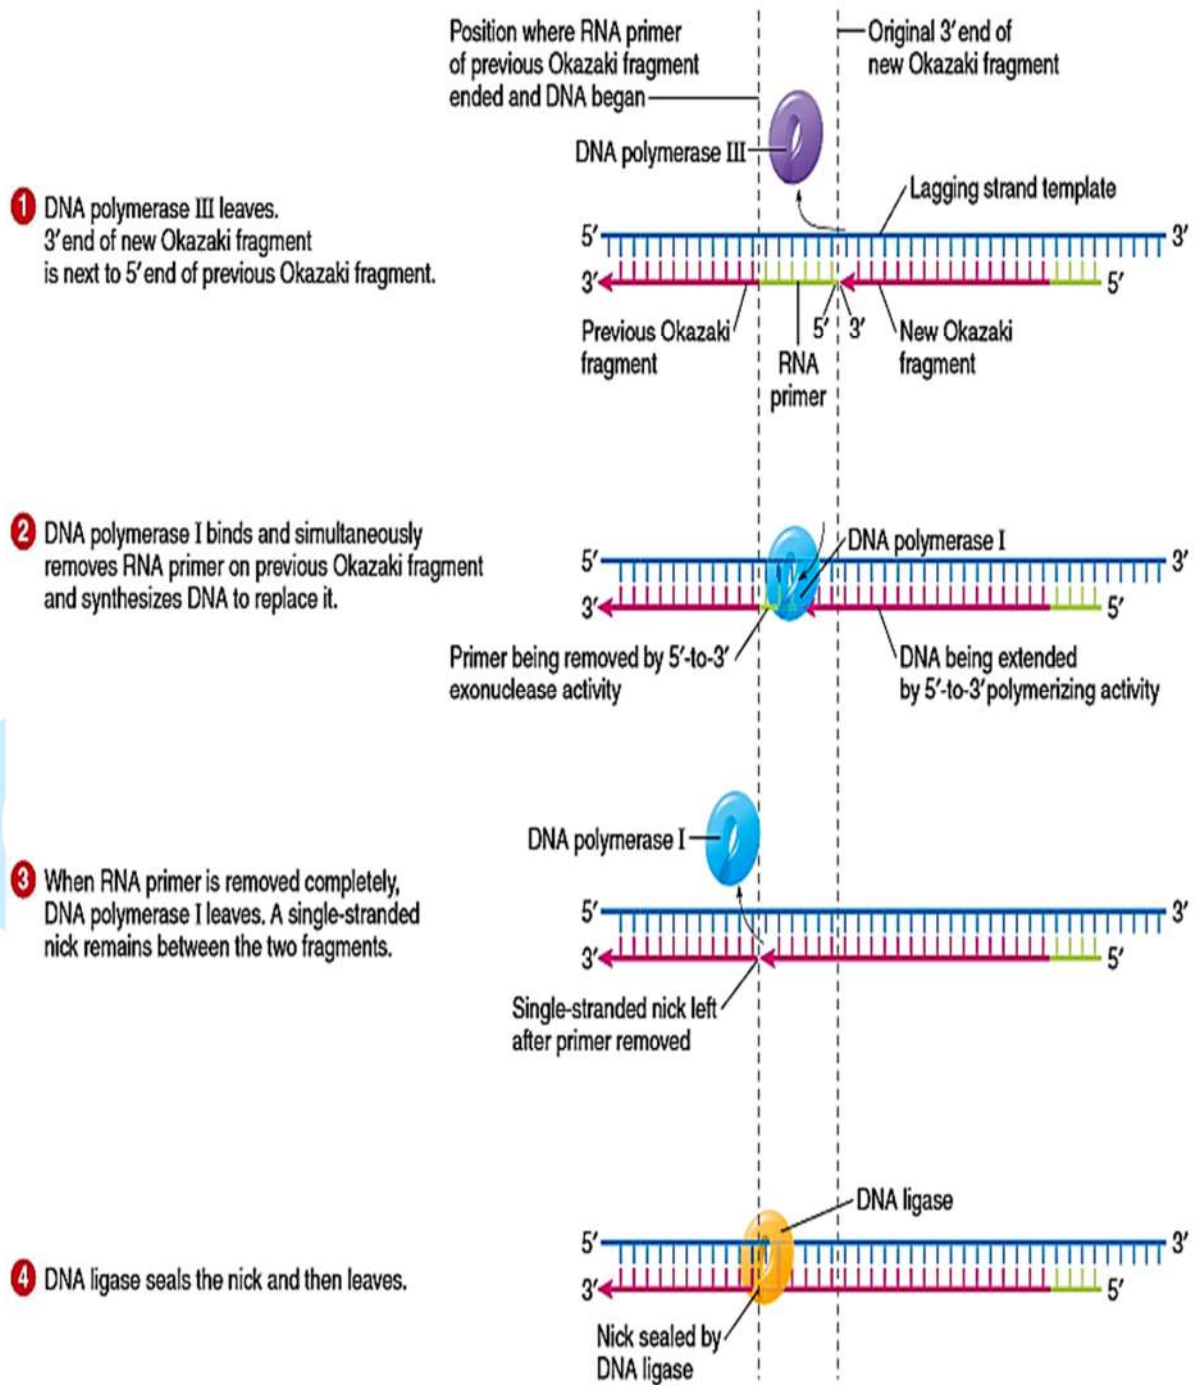 Position where RNA primer
of previous Okazaki fragment
ended and DNA began
Original 3′ end of
new Okazaki fragment
DNA polymerase III
1 DNA polymerase III leaves.
3′ end of new Okazaki fragment
is next to 5′ end of previous Okazaki fragment.
Lagging strand template
5′ 3′
3′ 5′
Previous Okazaki
fragment
RNA
primer
5′ 3′
New Okazaki
fragment
2 DNA polymerase I binds and simultaneously
removes RNA primer on previous Okazaki fragment
and synthesizes DNA to replace it.
DNA polymerase I
5′ 3′
3′ 5′
Primer being removed by 5′-to-3′
exonuclease activity
DNA being extended
by 5′-to-3′ polymerizing activity
DNA polymerase I
3 When RNA primer is removed completely,
DNA polymerase I leaves. A single-stranded
nick remains between the two fragments.
5′ 3′
3′ 5′
Single-stranded nick left
after primer removed
DNA ligase
4 DNA ligase seals the nick and then leaves.
5′ 3′
3′ 5′
Nick sealed by
DNA ligase